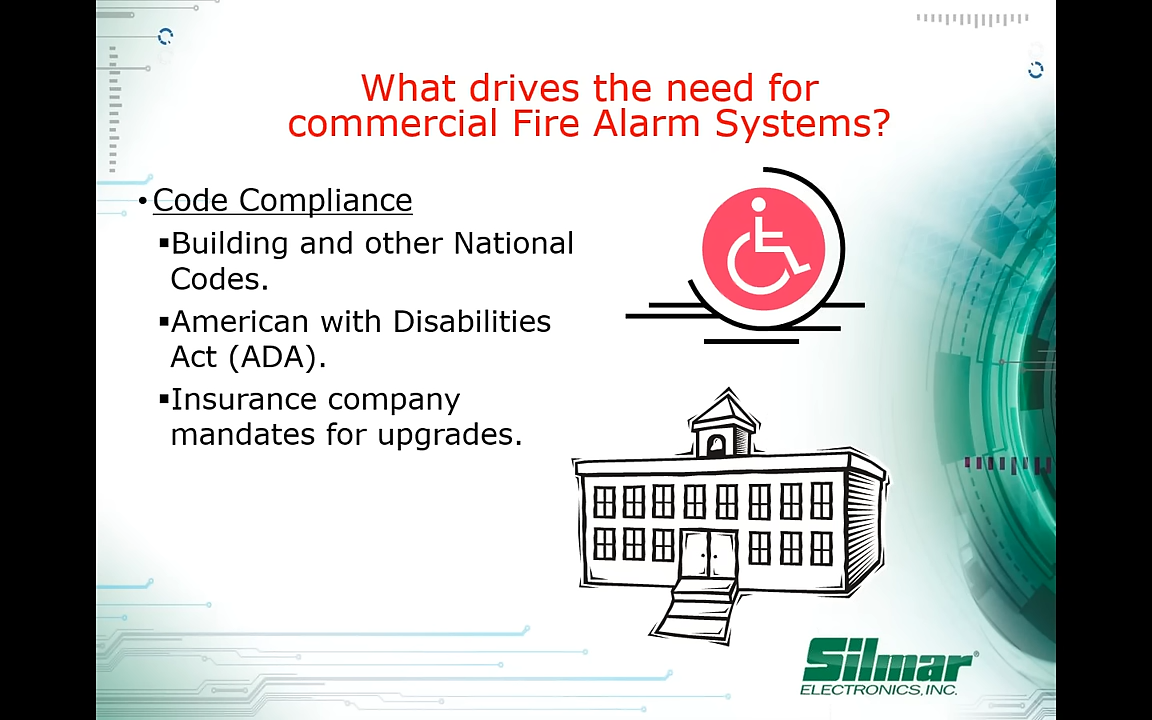 What drives the need for
commercial Fire Alarm Systems?
•Code Compliance
▪Building and other National
Codes.
▪American with Disabilities
Act (ADA).
▪Insurance company
mandates for upgrades.
Silmar®
ELECTRONICS, INC.